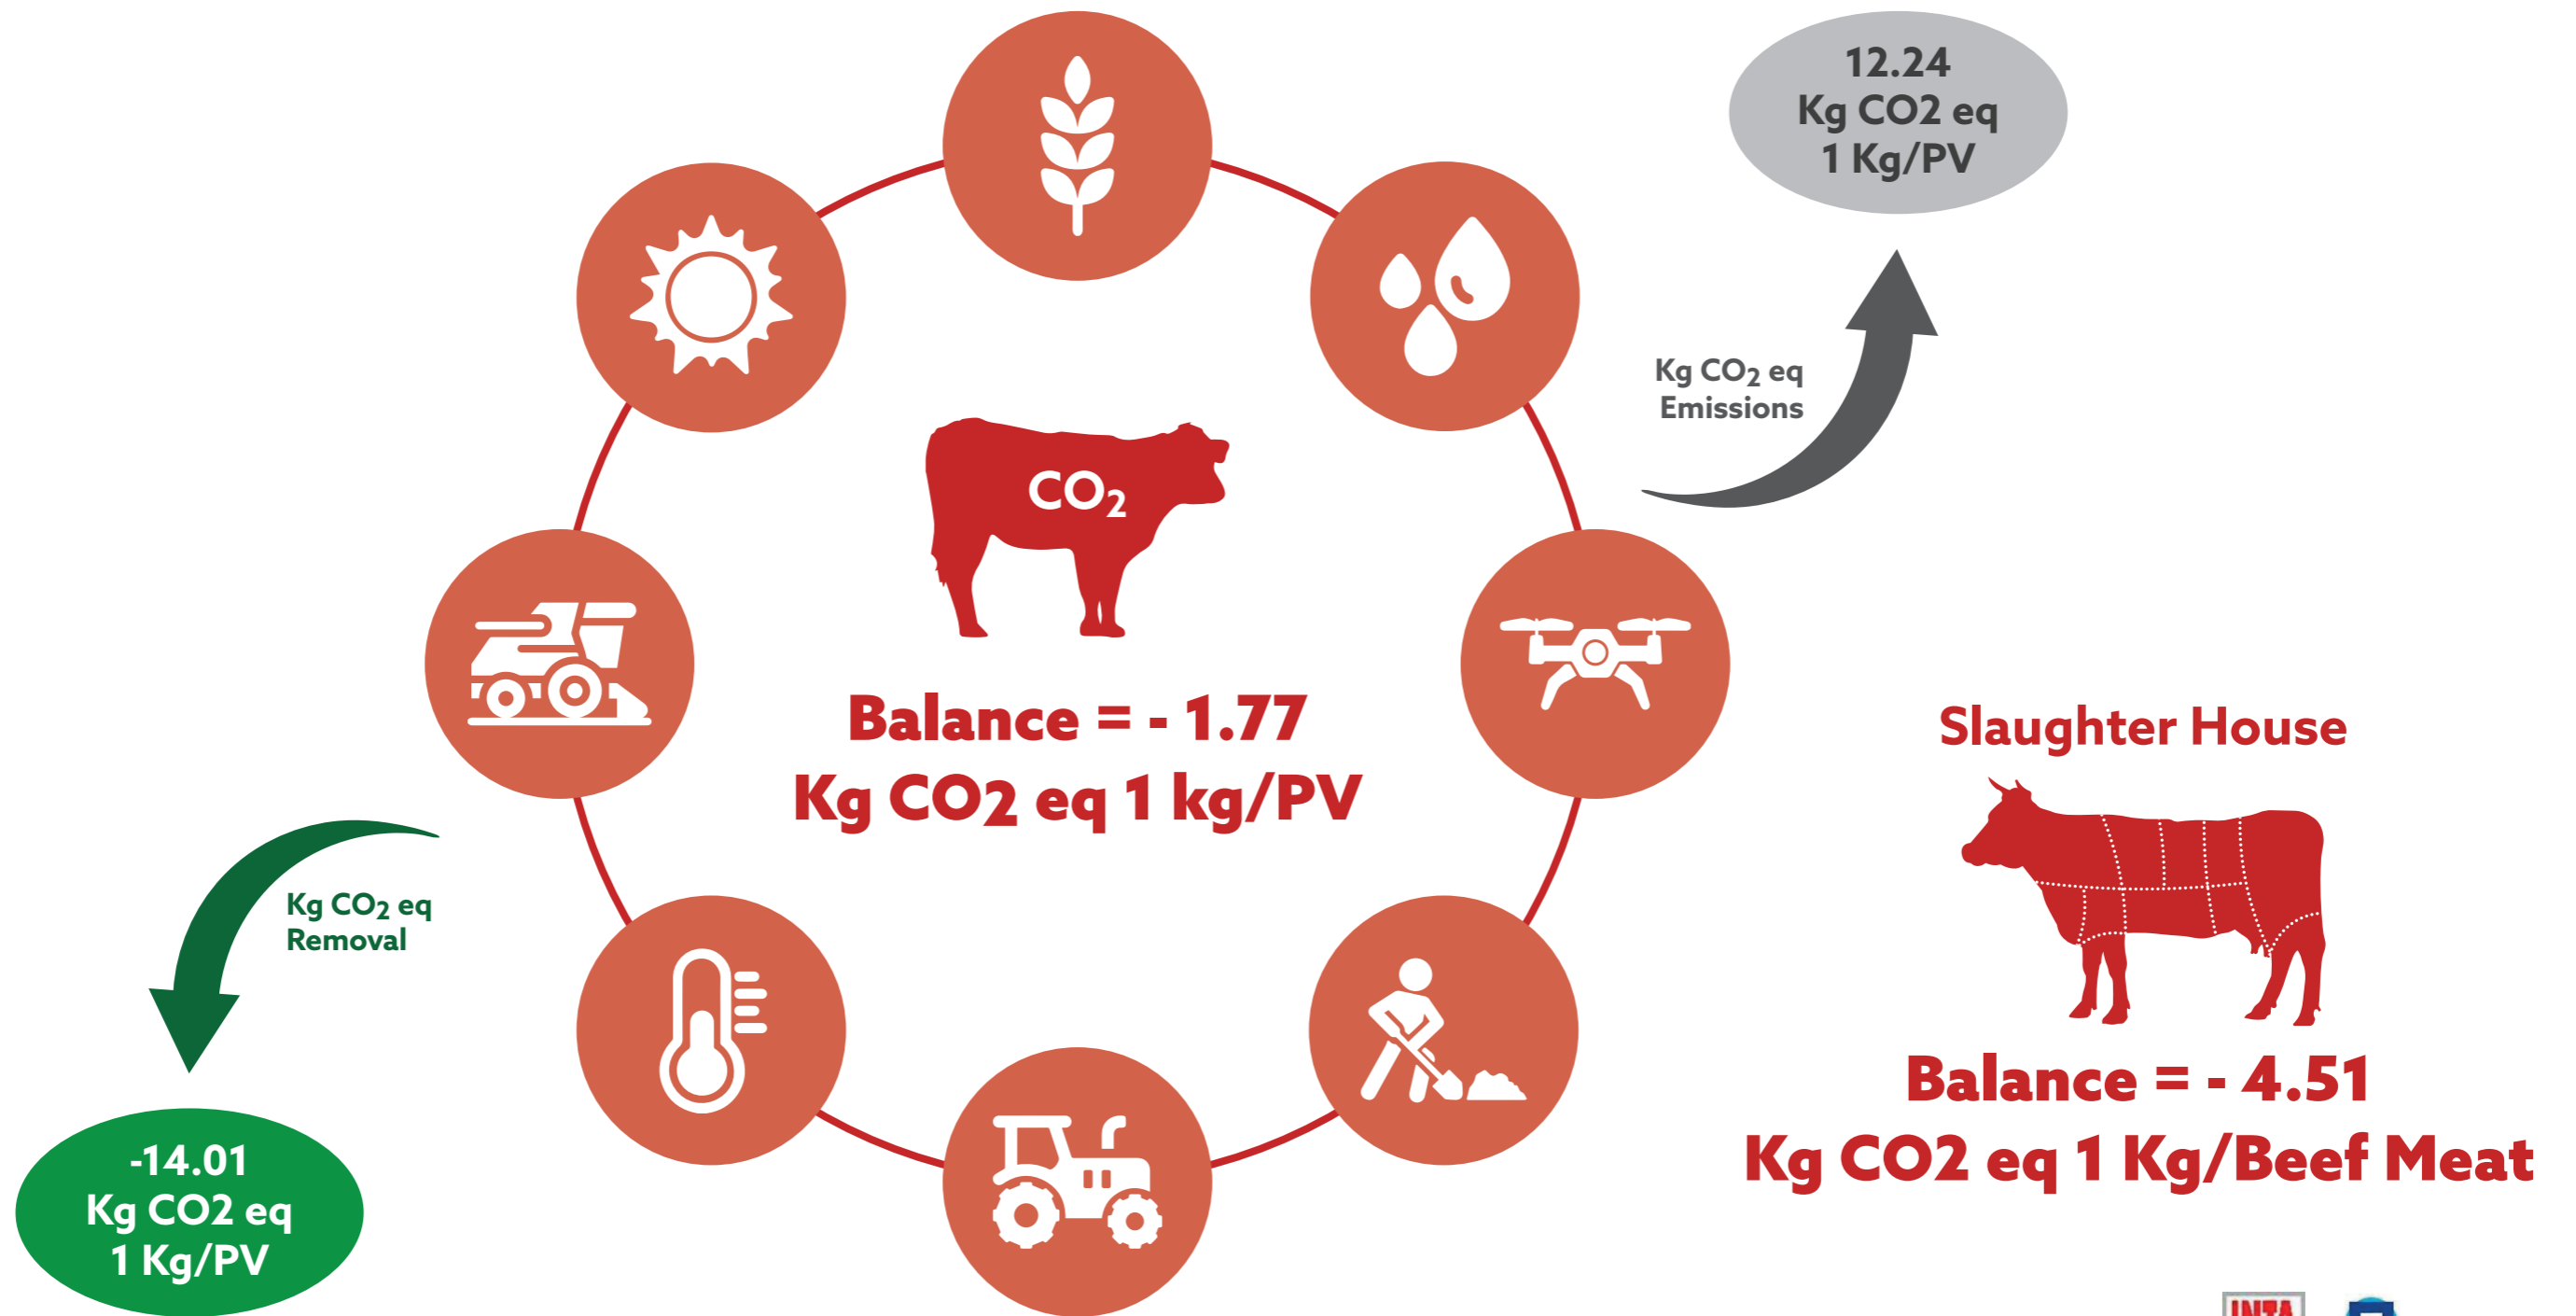 12.24
Kg CO2 eq
1 Kg/PV
Kg CO₂ eq
Emissions
CO₂
Balance = - 1.77
Kg CO2 eq 1 kg/PV
Slaughter House
Balance = - 4.51
Kg CO2 eq 1 Kg/Beef Meat
Kg CO₂ eq
Removal
-14.01
Kg CO2 eq
1 Kg/PV
INTA